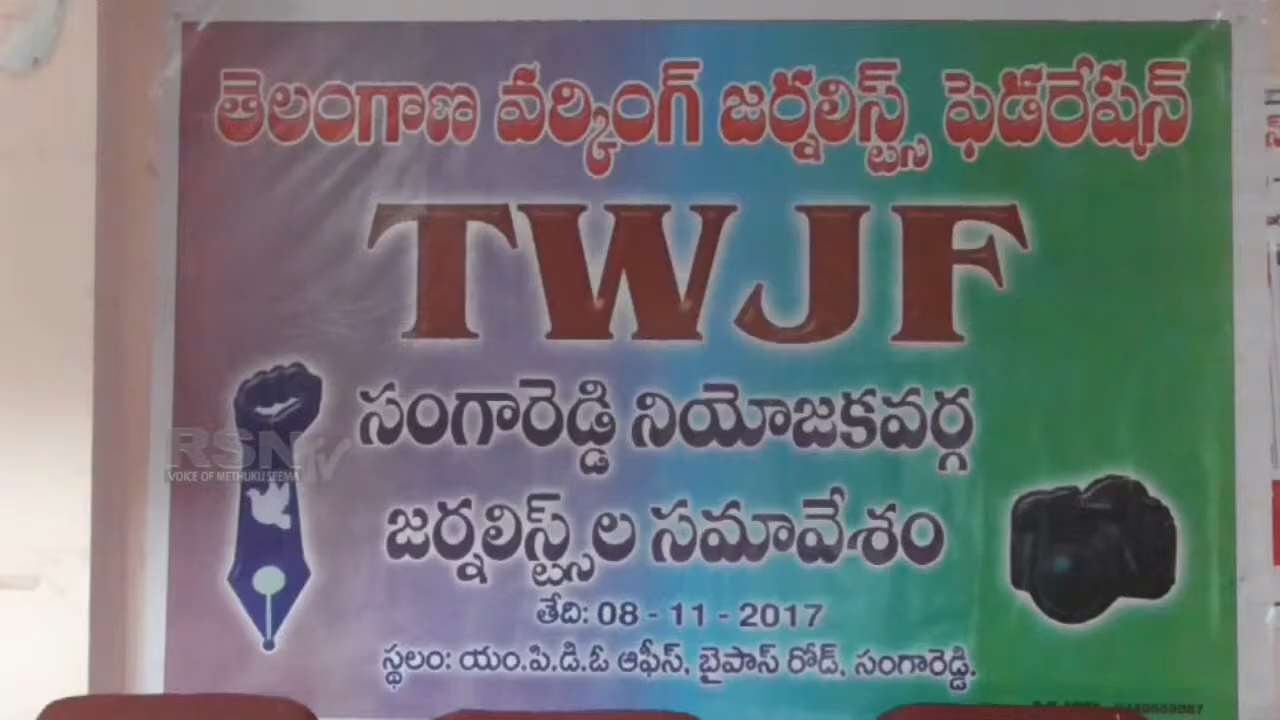 తెలంగాణ వర్కింగ్ జర్నలిస్ట్స్ ఫెడరేషన్
TWJF
సంగారెడ్డి నియోజకవర్గ
RSN TV
VOICE OF METHUKU SEEMA
జర్నలిస్ట్స్‌ల సమావేశం
తేది: 08 - 11 - 2017
స్థలం: యం.పి.డి.ఓ ఆఫీస్, బైపాస్ రోడ్, సంగారెడ్డి.